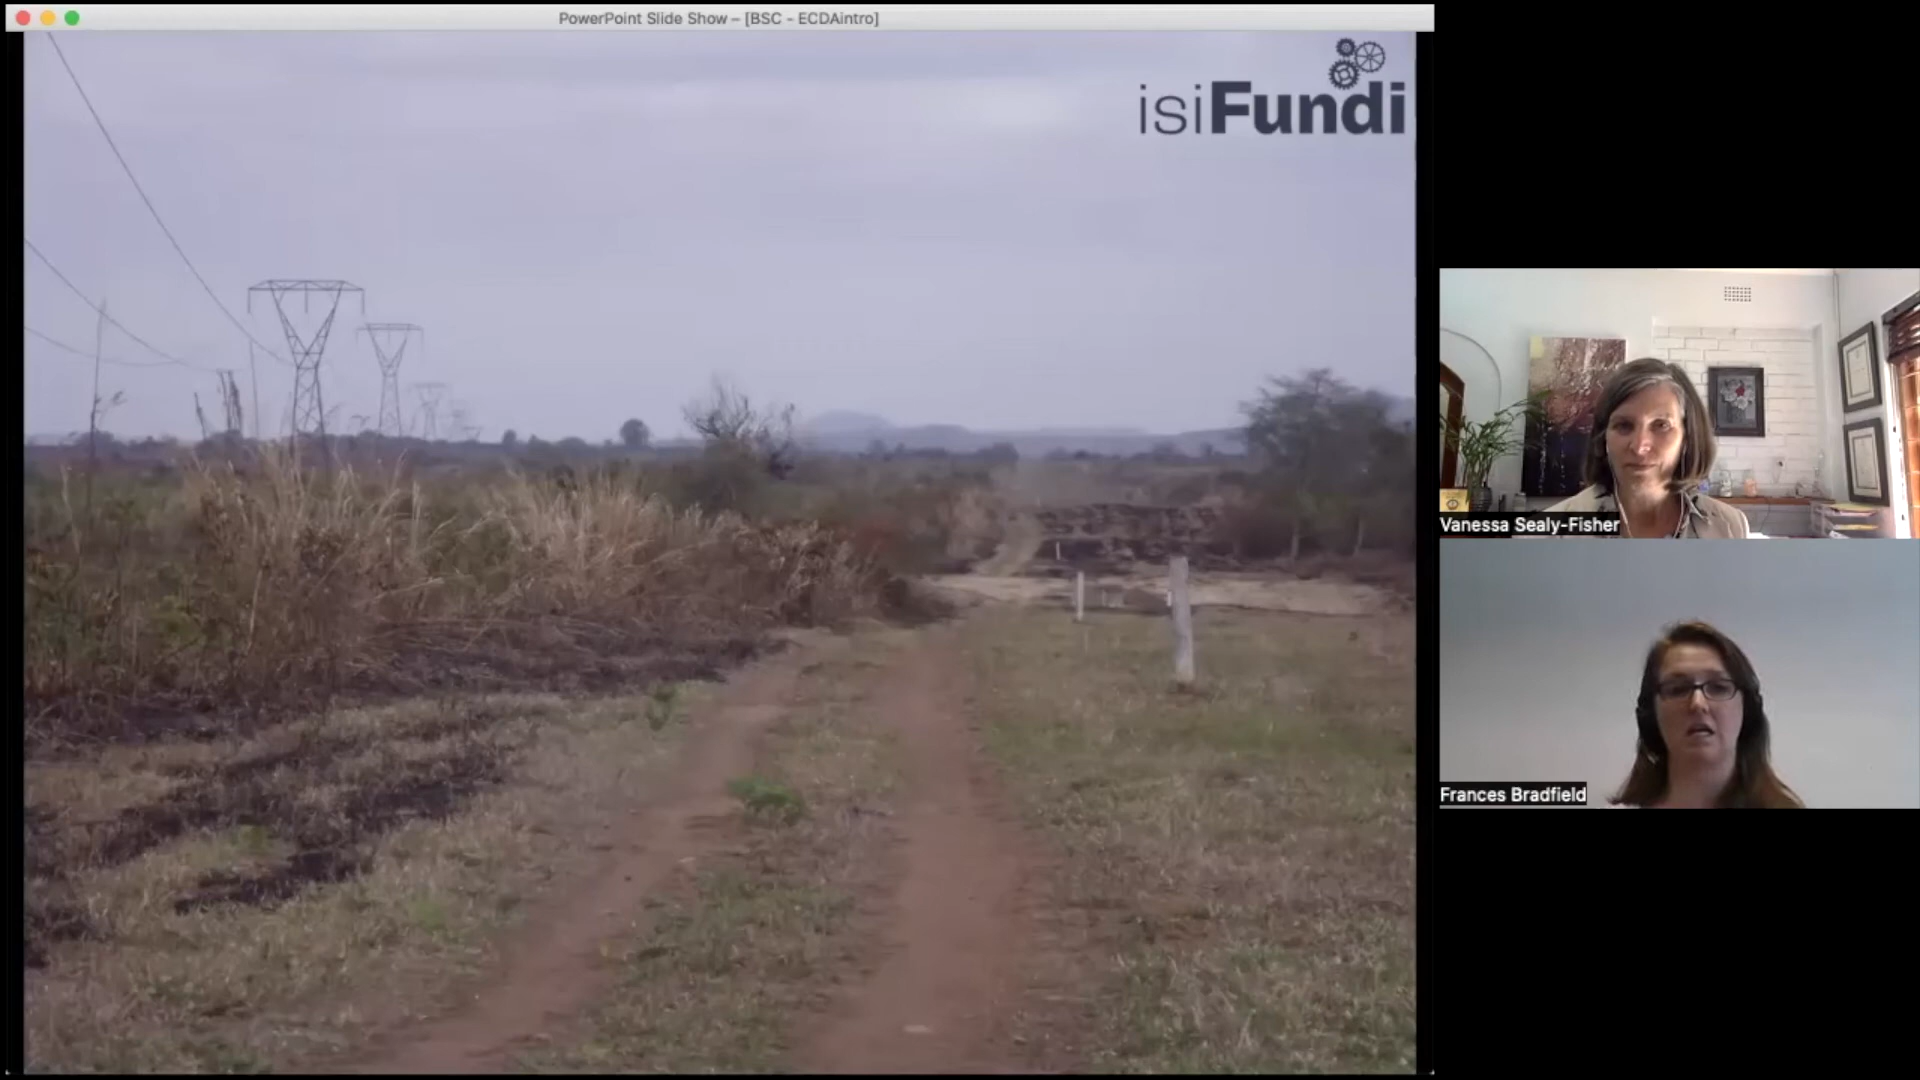 PowerPoint Slide Show – [BSC - ECDAintro]
isiFundi
Vanessa Sealy-Fisher
Frances Bradfield